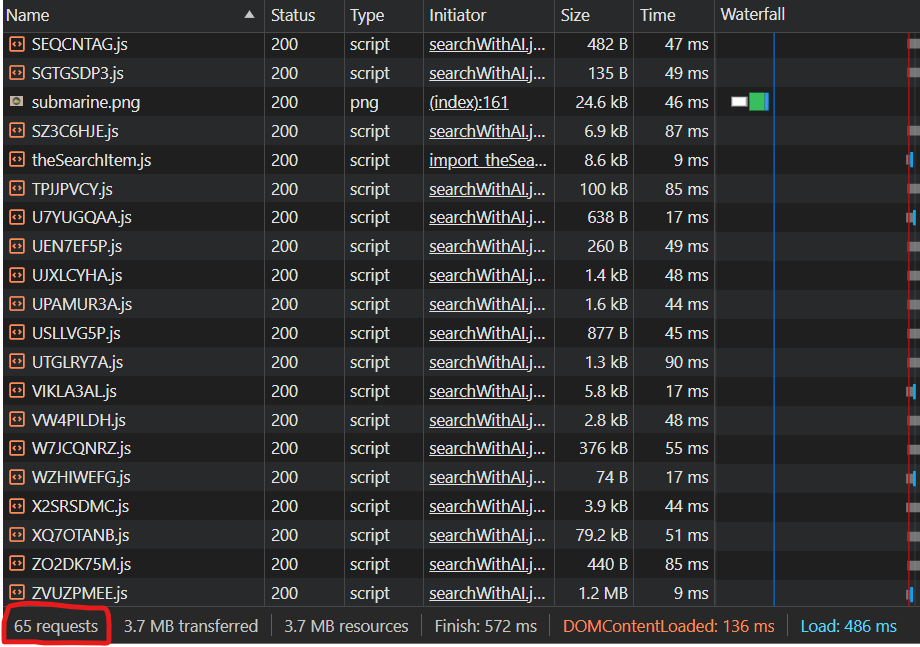 Name Status Type Initiator Size Time Waterfall
SEQCNTAG.js 200 script searchWithAI.j... 482 B 47 ms
SGTGSDP3.js 200 script searchWithAI.j... 135 B 49 ms
submarine.png 200 png (index):161 24.6 kB 46 ms
SZ3C6HJE.js 200 script searchWithAI.j... 6.9 kB 87 ms
theSearchItem.js 200 script import theSea... 8.6 kB 9 ms
TPJJPVCY.js 200 script searchWithAI.j... 100 kB 85 ms
U7YUGQAA.js 200 script searchWithAI.j... 638 B 17 ms
UEN7EF5P.js 200 script searchWithAI.j... 260 B 49 ms
UJXLCYHA.js 200 script searchWithAI.j... 1.4 kB 48 ms
UPAMUR3A.js 200 script searchWithAI.j... 1.6 kB 44 ms
USLLVG5P.js 200 script searchWithAI.j... 877 B 45 ms
UTGLRY7A.js 200 script searchWithAI.j... 1.3 kB 90 ms
VIKLA3AL.js 200 script searchWithAI.j... 5.8 kB 17 ms
VW4PILDH.js 200 script searchWithAI.j... 2.8 kB 48 ms
W7JCQNRZ.js 200 script searchWithAI.j... 376 kB 55 ms
WZHIWEFG.js 200 script searchWithAI.j... 74 B 17 ms
X2SRSDMC.js 200 script searchWithAI.j... 3.9 kB 44 ms
XQ7OTANB.js 200 script searchWithAI.j... 79.2 kB 51 ms
ZO2DK75M.js 200 script searchWithAI.j... 440 B 85 ms
ZVUZPMEE.js 200 script searchWithAI.j... 1.2 MB 9 ms
65 requests 3.7 MB transferred 3.7 MB resources Finish: 572 ms DOMContentLoaded: 136 ms Load: 486 ms